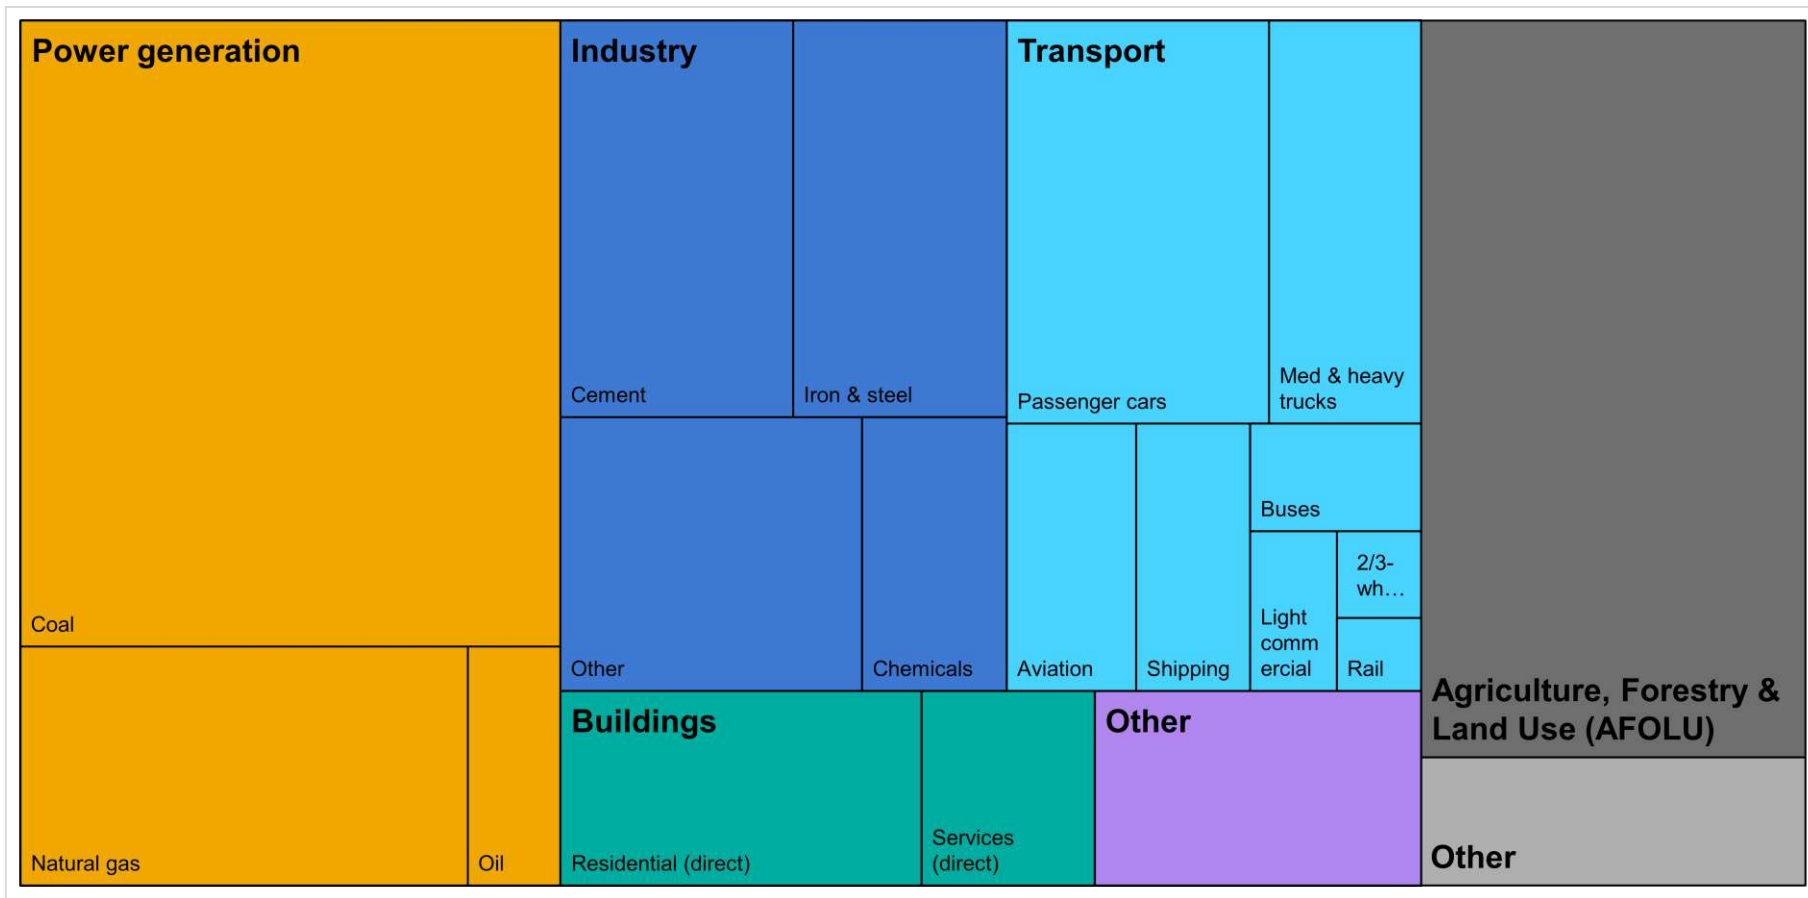 Power generation
Coal
Natural gas
Oil
Industry
Cement
Iron & steel
Other
Chemicals
Transport
Passenger cars
Med & heavy
trucks
Aviation
Shipping
Buses
Light
comm
ercial
2/3-
wh…
Rail
Buildings
Residential (direct)
Services
(direct)
Other
Agriculture, Forestry &
Land Use (AFOLU)
Other